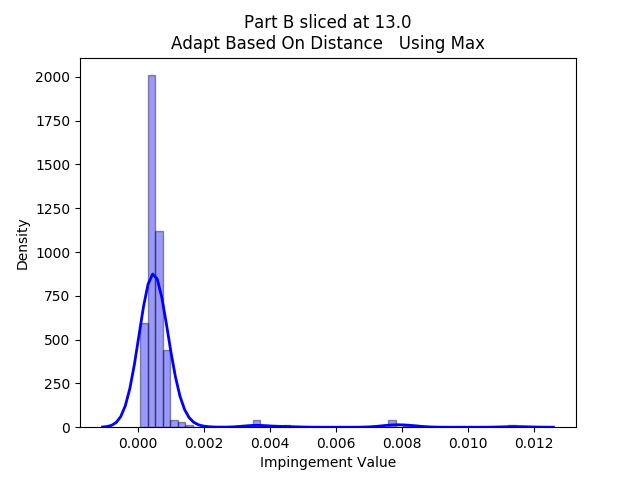 Part B sliced at 13.0
Adapt Based On Distance   Using Max
2000
1750
1500
1250
1000
750
500
250
0
Density
0.000 0.002 0.004 0.006 0.008 0.010 0.012
Impingement Value